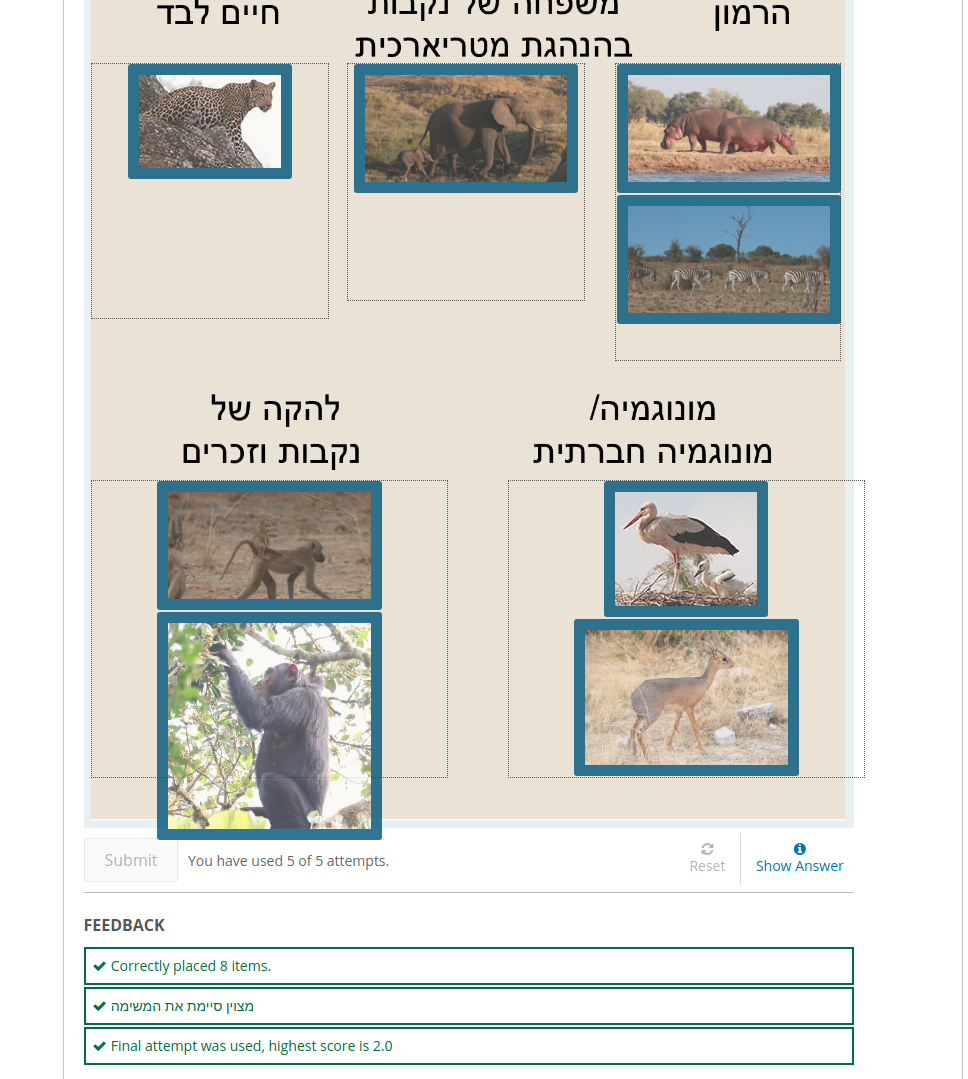 הרמון
משפחה של נקבות
בהנהגת מטריארכית
חיים לבד
מונוגמיה/
מונוגמיה חברתית
להקה של
נקבות וזכרים
Submit
You have used 5 of 5 attempts.
Reset
Show Answer
FEEDBACK
Correctly placed 8 items.
מצוין סיימת את המשימה
Final attempt was used, highest score is 2.0